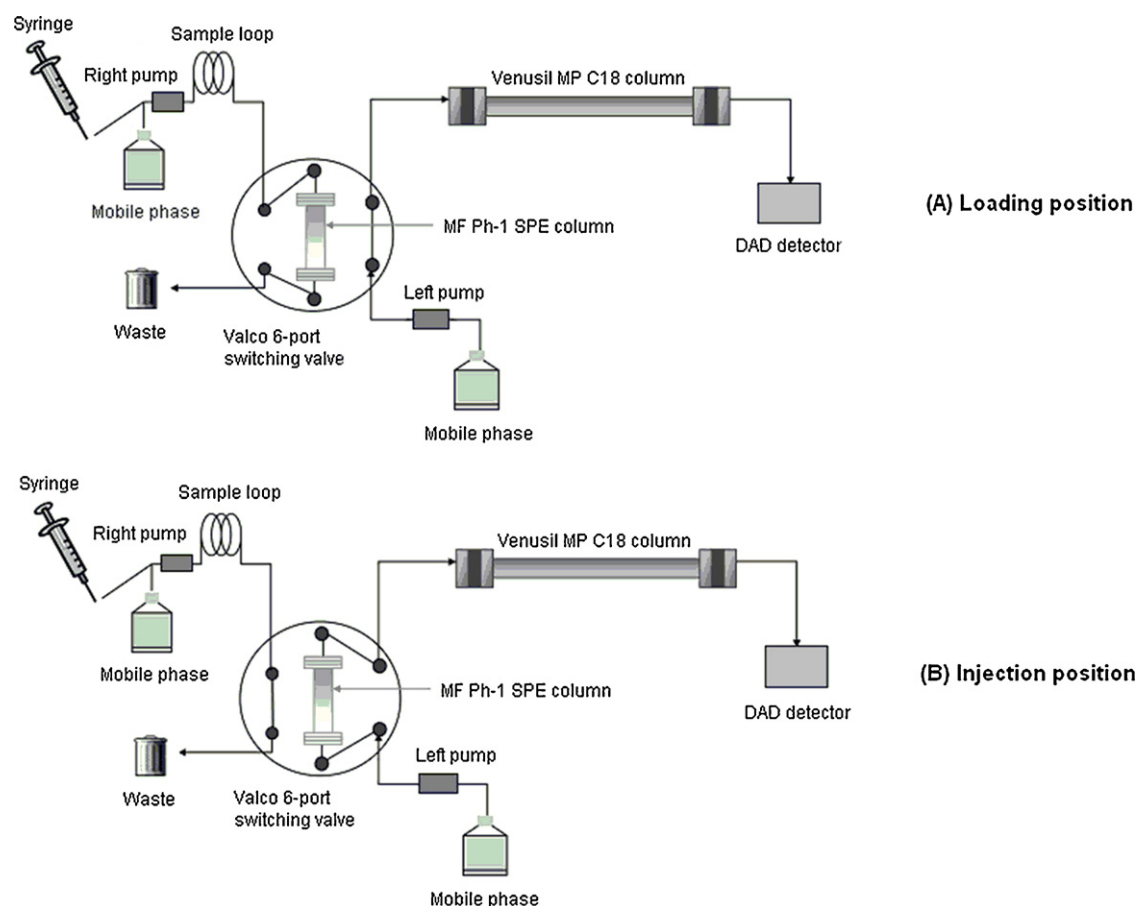 Syringe
Sample loop
Right pump
Venusil MP C18 column
Mobile phase
MF Ph-1 SPE column
DAD detector
(A) Loading position
Left pump
Waste
Valco 6-port
switching valve
Mobile phase
Syringe
Sample loop
Right pump
Venusil MP C18 column
Mobile phase
MF Ph-1 SPE column
DAD detector
(B) Injection position
Left pump
Waste
Valco 6-port
switching valve
Mobile phase